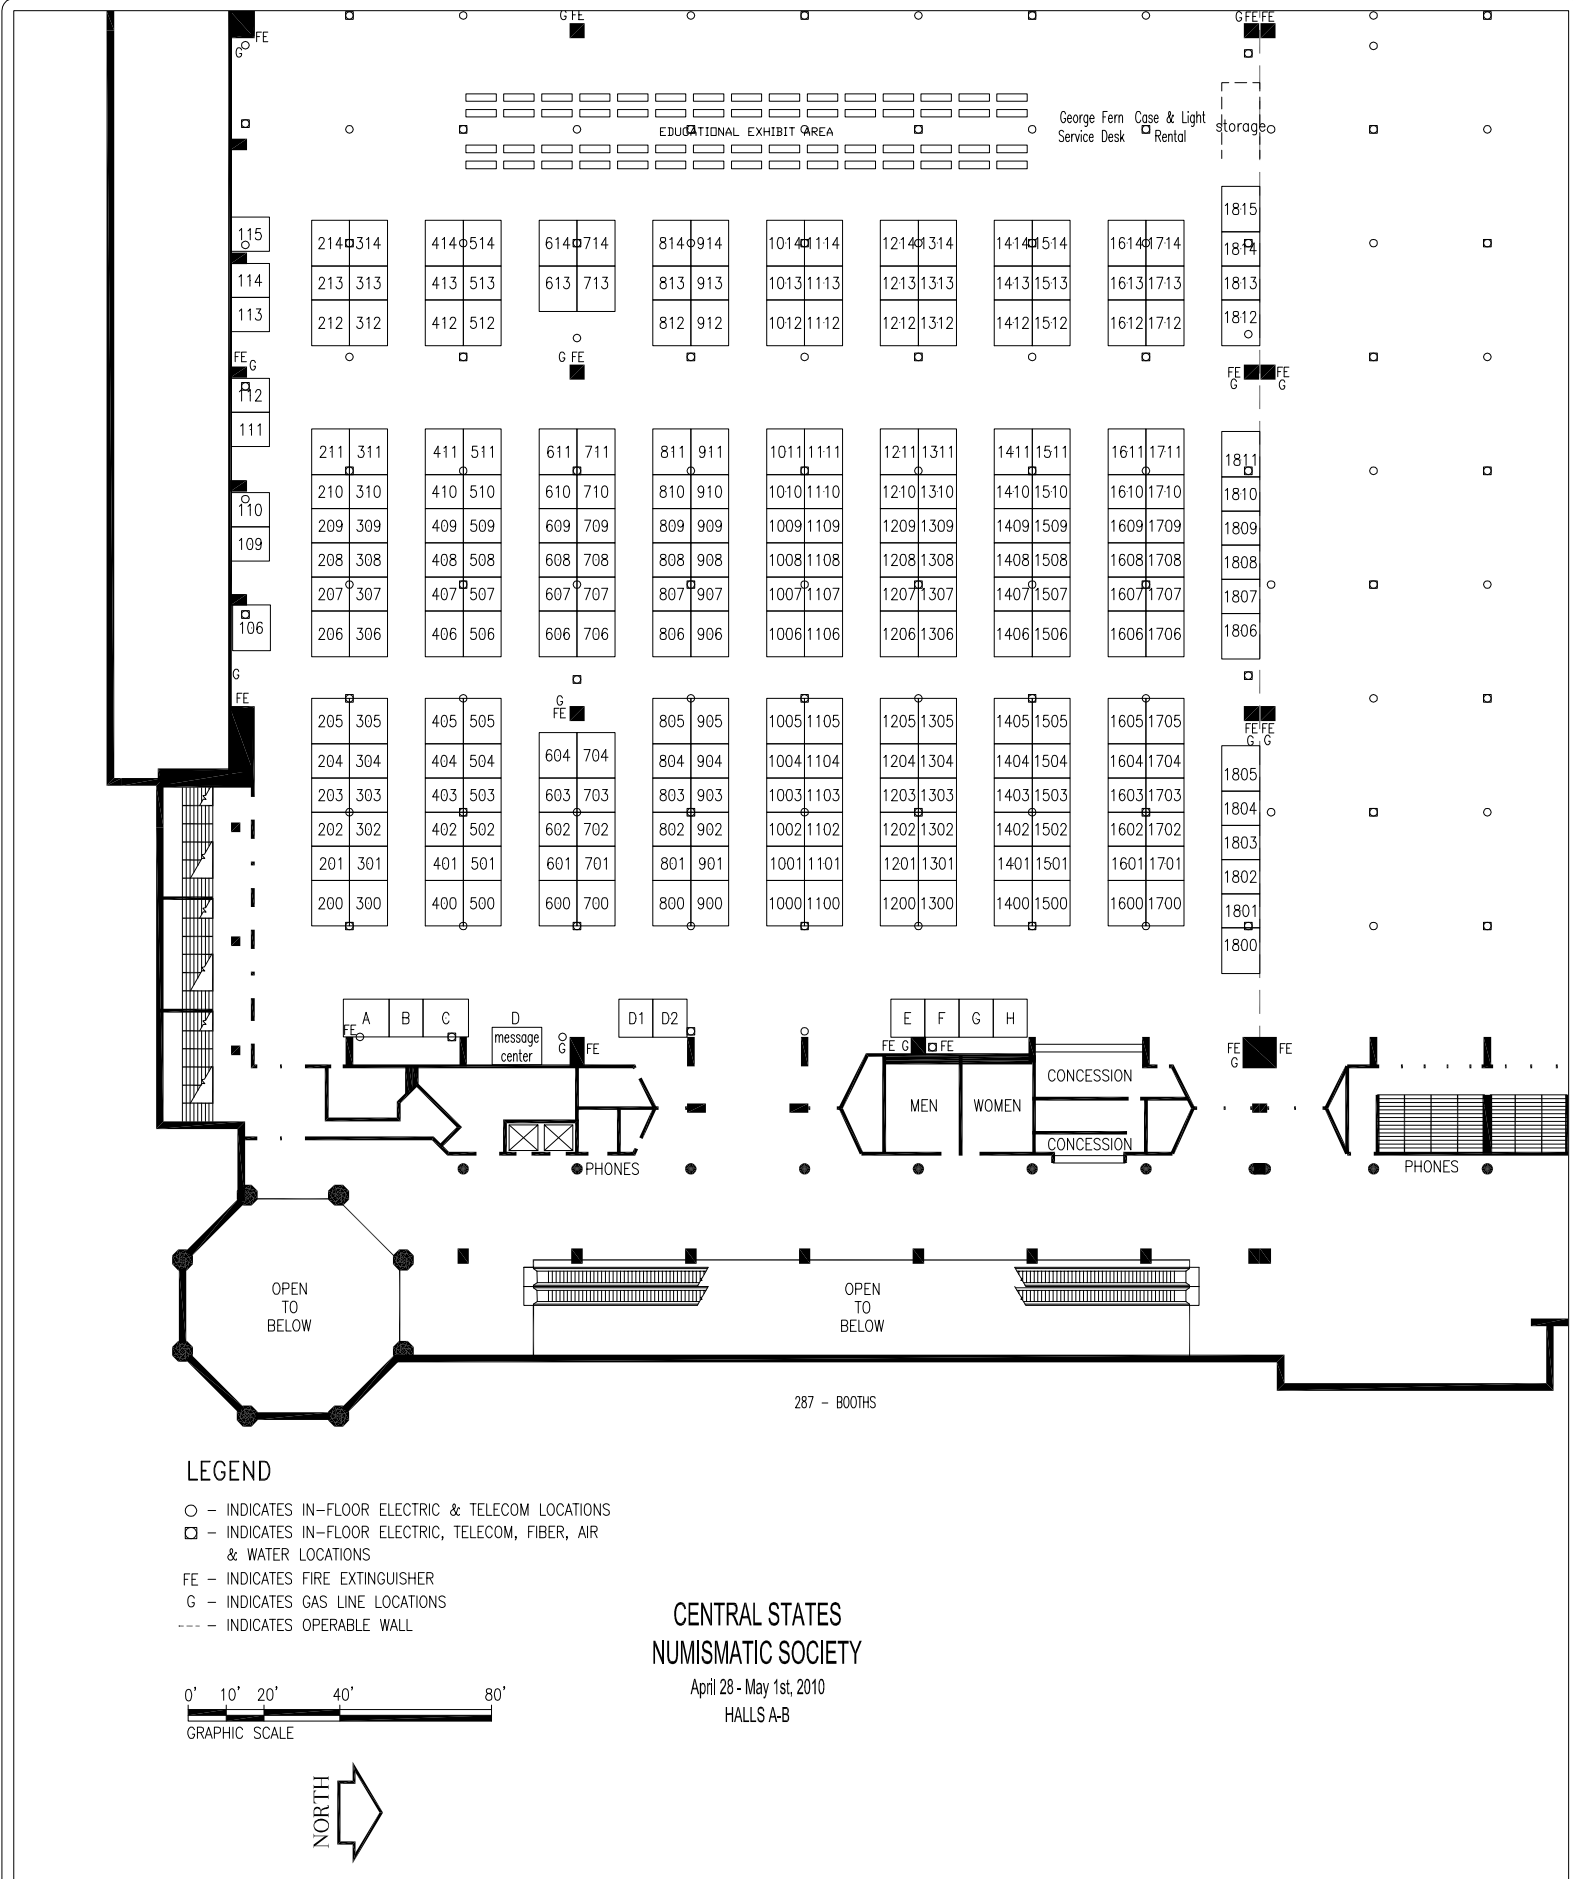 G FE
G FE FE
FE
G
EDUCATIONAL EXHIBIT AREA
George Fern Case & Light
Service Desk Rental
storage
1815
115 214 314 414 514 614 714 814 914 1014 1114 1214 1314 1414 1514 1614 1714 1814
114 213 313 413 513 613 713 813 913 1013 1113 1213 1313 1413 1513 1613 1713 1813
113 212 312 412 512 812 912 1012 1112 1212 1312 1412 1512 1612 1712 1812
FE G G FE FE FE
G G
112
111 211 311 411 511 611 711 811 911 1011 1111 1211 1311 1411 1511 1611 1711 1811
210 310 410 510 610 710 810 910 1010 1110 1210 1310 1410 1510 1610 1710 1810
110 209 309 409 509 609 709 809 909 1009 1109 1209 1309 1409 1509 1609 1709 1809
109 208 308 408 508 608 708 808 908 1008 1108 1208 1308 1408 1508 1608 1708 1808
207 307 407 507 607 707 807 907 1007 1107 1207 1307 1407 1507 1607 1707 1807
106 206 306 406 506 606 706 806 906 1006 1106 1206 1306 1406 1506 1606 1706 1806
G
FE G
FE
205 305 405 505 805 905 1005 1105 1205 1305 1405 1505 1605 1705 FE FE
G G
204 304 404 504 604 704 804 904 1004 1104 1204 1304 1404 1504 1604 1704 1805
203 303 403 503 603 703 803 903 1003 1103 1203 1303 1403 1503 1603 1703 1804
202 302 402 502 602 702 802 902 1002 1102 1202 1302 1402 1502 1602 1702 1803
201 301 401 501 601 701 801 901 1001 1101 1201 1301 1401 1501 1601 1701 1802
200 300 400 500 600 700 800 900 1000 1100 1200 1300 1400 1500 1600 1700 1801
1800
A B C D D1 D2 E F G H
FE
message
center
G FE FE G FE FE FE
G
CONCESSION
MEN WOMEN
CONCESSION
PHONES PHONES
OPEN
TO
BELOW
OPEN
TO
BELOW
287 - BOOTHS
LEGEND
- INDICATES IN-FLOOR ELECTRIC & TELECOM LOCATIONS
- INDICATES IN-FLOOR ELECTRIC, TELECOM, FIBER, AIR
& WATER LOCATIONS
FE - INDICATES FIRE EXTINGUISHER
G - INDICATES GAS LINE LOCATIONS
---- - INDICATES OPERABLE WALL
CENTRAL STATES
NUMISMATIC SOCIETY
April 28 - May 1st, 2010
HALLS A-B
0' 10' 20' 40' 80'
GRAPHIC SCALE
NORTH